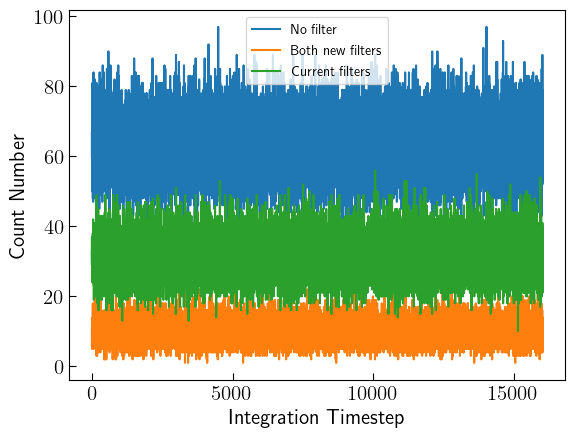 No filter
Both new filters
Current filters
100
80
60
40
20
0
Count Number
0 5000 10000 15000
Integration Timestep